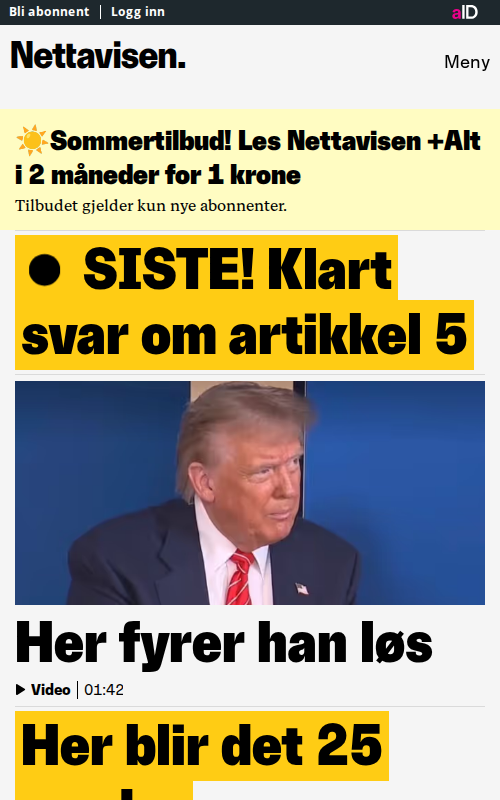 Bli abonnent | Logg inn
aID
Nettavisen.
Meny
☀️Sommertilbud! Les Nettavisen +Alt
i 2 måneder for 1 krone
Tilbudet gjelder kun nye abonnenter.
● SISTE! Klart
svar om artikkel 5
Her fyrer han løs
Video | 01:42
Her blir det 25